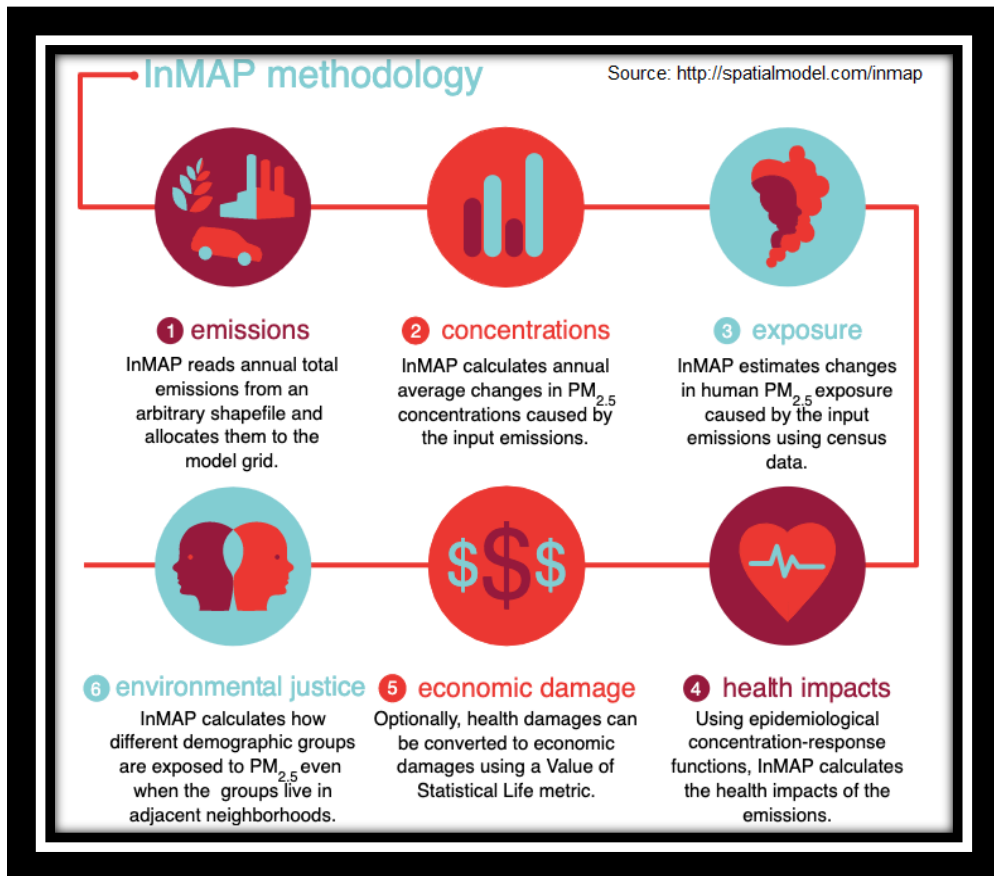 InMAP methodology
Source: http://spatialmodel.com/inmap
1 emissions
InMAP reads annual total
emissions from an
arbitrary shapefile and
allocates them to the
model grid.
2 concentrations
InMAP calculates annual
average changes in PM2.5
concentrations caused by
the input emissions.
3 exposure
InMAP estimates changes
in human PM2.5 exposure
caused by the input
emissions using census
data.
$$$
4 health impacts
Using epidemiological
concentration-response
functions, InMAP calculates
the health impacts of the
emissions.
5 economic damage
Optionally, health damages can
be converted to economic
damages using a Value of
Statistical Life metric.
6 environmental justice
InMAP calculates how
different demographic groups
are exposed to PM2.5 even
when the groups live in
adjacent neighborhoods.